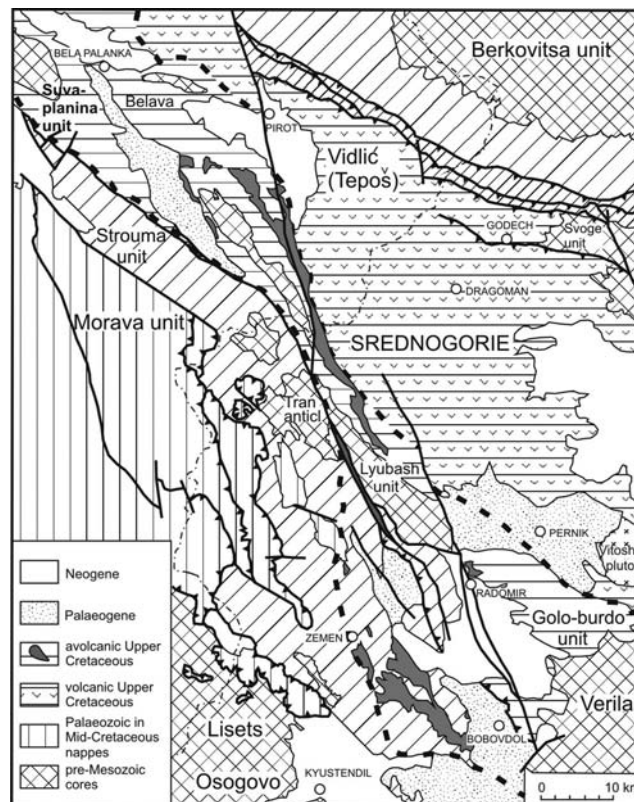 Berkovitsa unit
BELA PALANKA
Suva-
planina
unit
Belava
PIROT
Vidlič
(Tepoš)
GODECH
Svoge
unit
Strouma
unit
DRAGOMAN
Morava unit
SREDNOGORIE
Tran
anticl
Lyubash
unit
PERNIK
Vitosh
pluto
RADOMIR
Golo-burdo
unit
ZEMEN
Verila
BOBOVDOL
Lisets
Osogovo
KYUSTENDIL
0 10 km
Neogene
Palaeogene
avolcanic Upper
Cretaceous
volcanic Upper
Cretaceous
Palaeozoic in
Mid-Cretaceous
nappes
pre-Mesozoic
cores